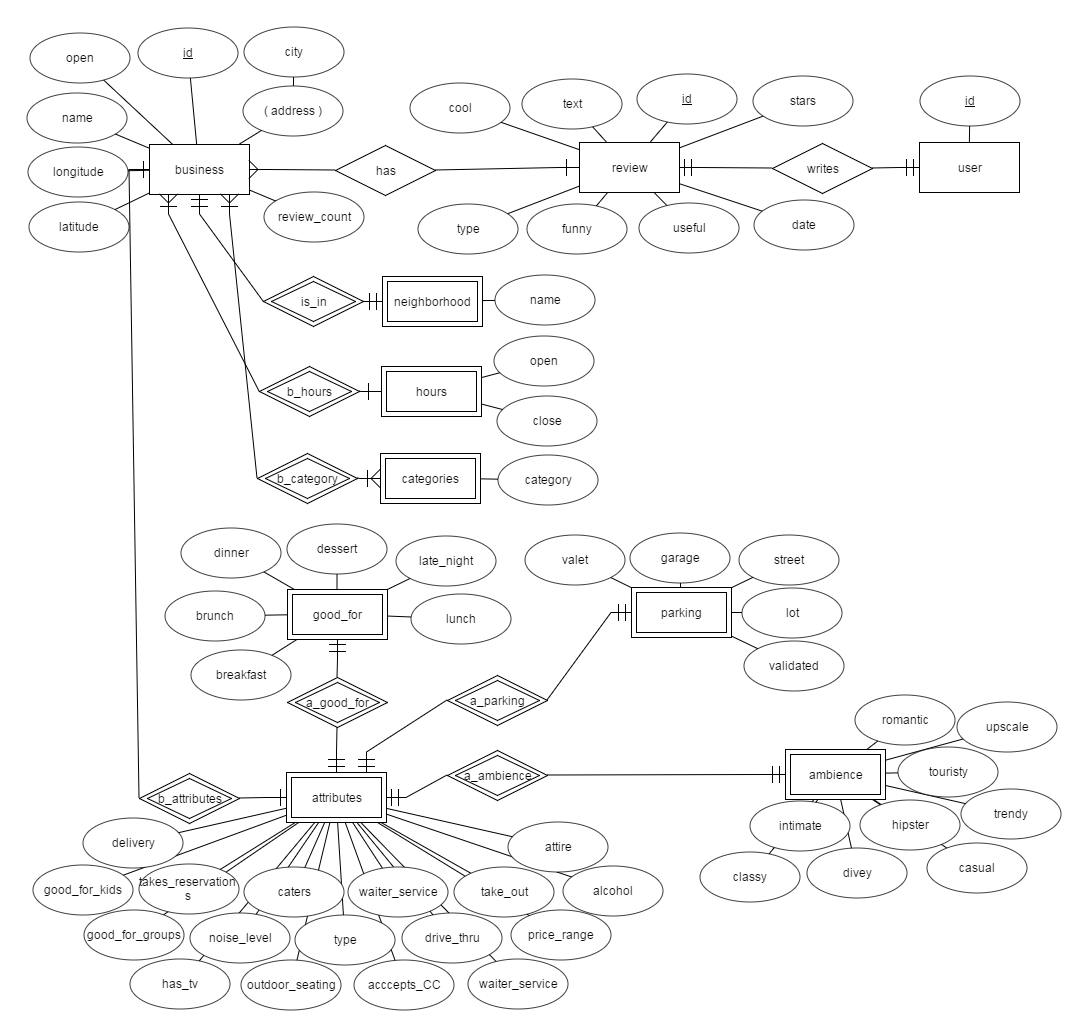 open
id
city
( address )
name
longitude
latitude
business
review_count
has
cool
text
id
stars
review
type
funny
useful
date
writes
id
user
is_in
neighborhood
name
b_hours
hours
open
close
b_category
categories
category
dinner
dessert
late_night
brunch
good_for
lunch
breakfast
a_good_for
valet
garage
street
parking
lot
validated
a_parking
a_ambience
ambience
romantic
upscale
touristy
trendy
intimate
hipster
classy
divey
casual
b_attributes
attributes
delivery
attire
good_for_kids
takes_reservation
s
caters
waiter_service
take_out
alcohol
good_for_groups
noise_level
type
drive_thru
price_range
has_tv
outdoor_seating
acccepts_CC
waiter_service